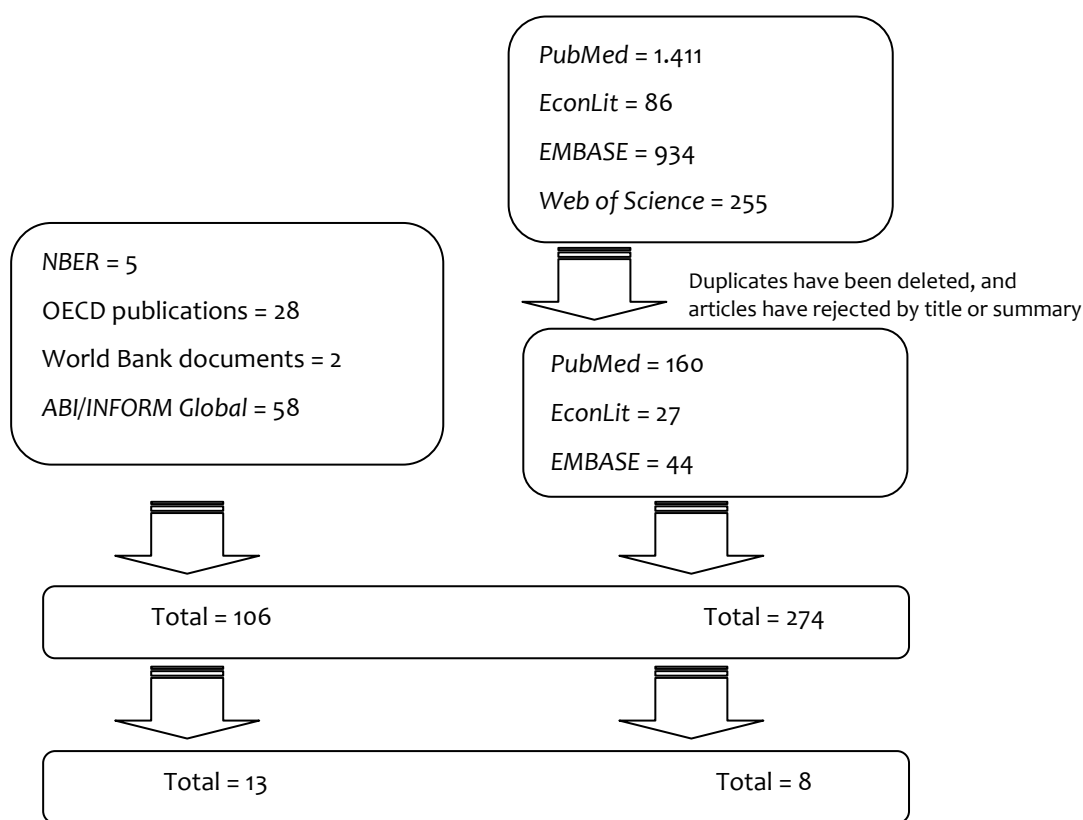 PubMed = 1.411
EconLit = 86
EMBASE = 934
Web of Science = 255
NBER = 5
OECD publications = 28
World Bank documents = 2
ABI/INFORM Global = 58
Duplicates have been deleted, and
articles have rejected by title or summary
PubMed = 160
EconLit = 27
EMBASE = 44
Total = 106
Total = 274
Total = 13
Total = 8